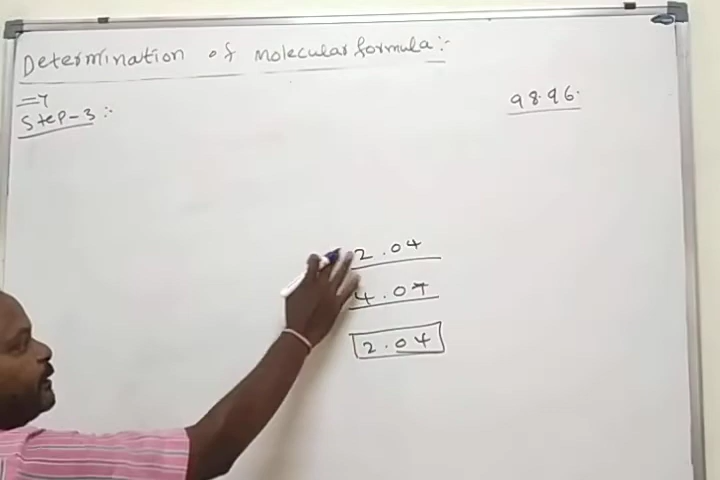 Determination of Molecular formula:-
=>
Step-3:-
98.96.
2.04
4.07
2.04